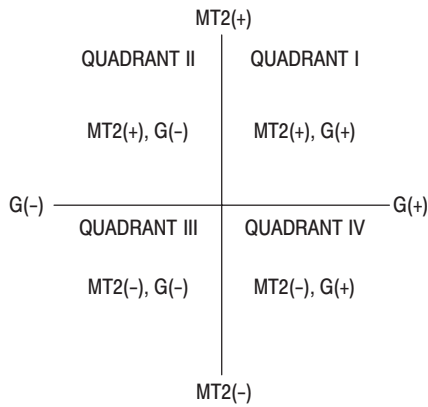 MT2(+)
QUADRANT II
QUADRANT I
MT2(+), G(–)
MT2(+), G(+)
G(–)
G(+)
QUADRANT III
QUADRANT IV
MT2(–), G(–)
MT2(–), G(+)
MT2(–)